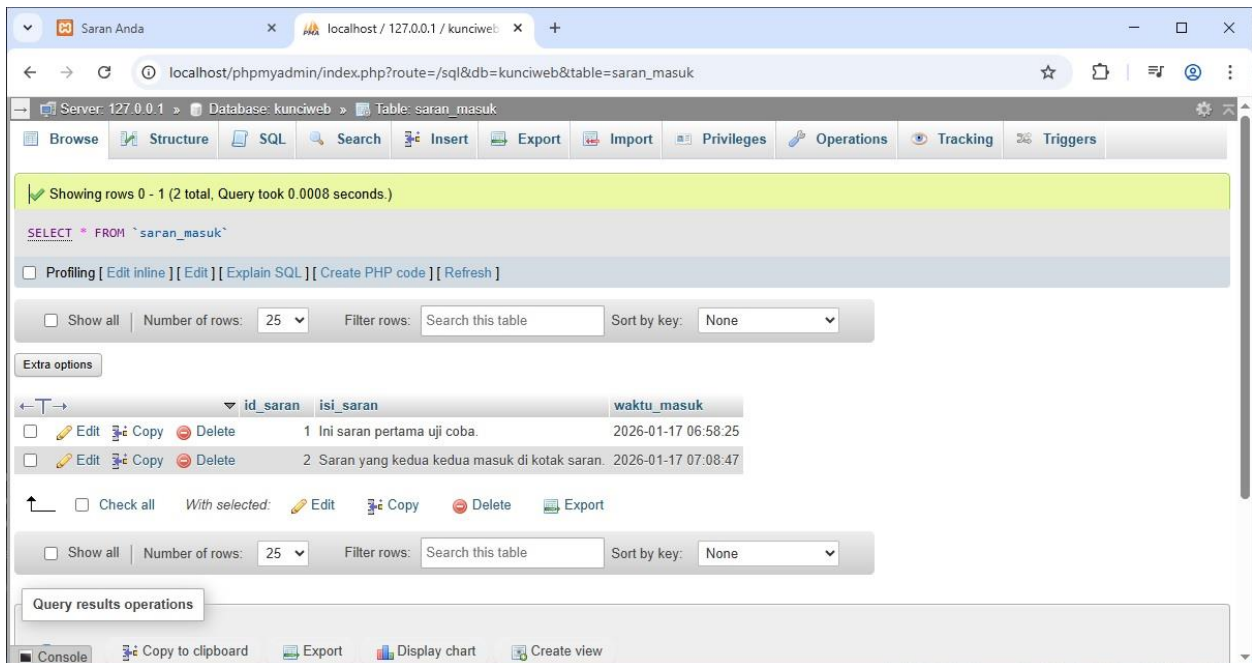 Saran Anda
localhost / 127.0.0.1 / kunciweb
localhost/phpmyadmin/index.php?route=/sql&db=kunciweb&table=saran_masuk
Server: 127.0.0.1 » Database: kunciweb » Table: saran_masuk
Browse Structure SQL Search Insert Export Import Privileges Operations Tracking Triggers
Showing rows 0 - 1 (2 total, Query took 0.0008 seconds.)
SELECT * FROM `saran_masuk`
Profiling [ Edit inline ] [ Edit ] [ Explain SQL ] [ Create PHP code ] [ Refresh ]
Show all | Number of rows: 25 Filter rows: Search this table Sort by key: None
Extra options
←T→ id_saran isi_saran waktu_masuk
Edit Copy Delete 1 Ini saran pertama uji coba. 2026-01-17 06:58:25
Edit Copy Delete 2 Saran yang kedua kedua masuk di kotak saran. 2026-01-17 07:08:47
Check all With selected: Edit Copy Delete Export
Show all | Number of rows: 25 Filter rows: Search this table Sort by key: None
Query results operations
Console Copy to clipboard Export Display chart Create view